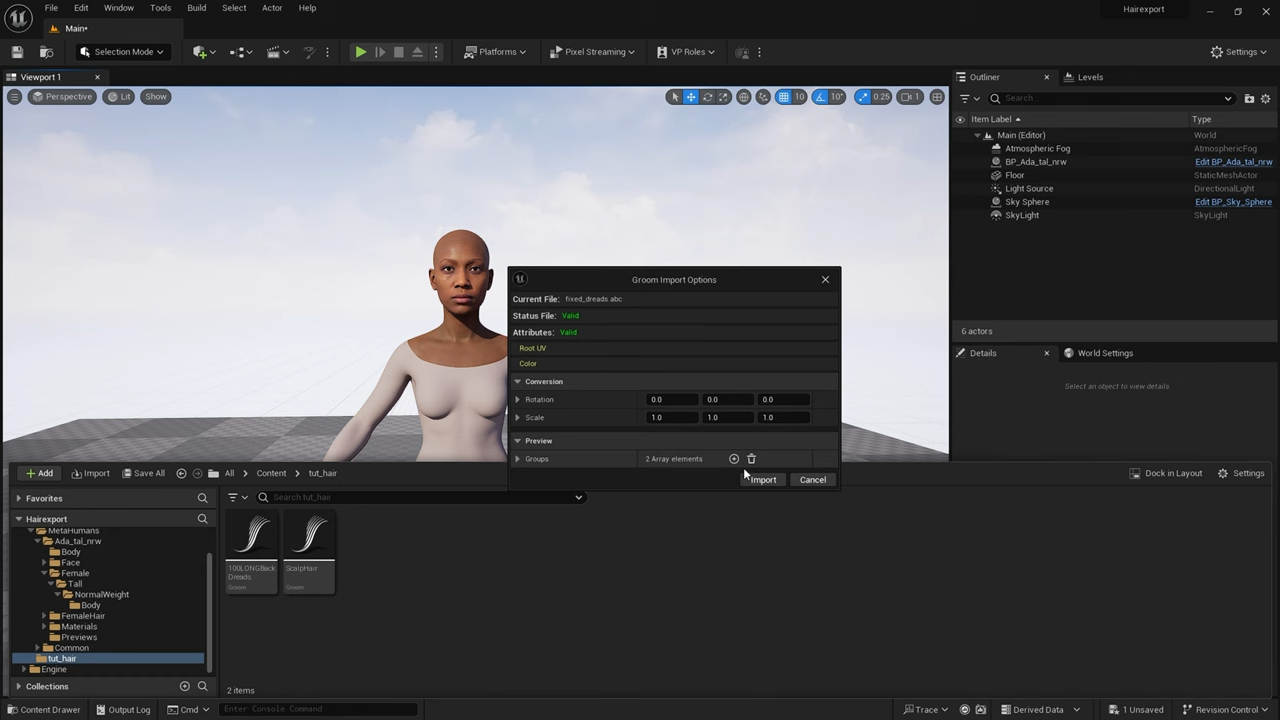 File Edit Window Tools Build Select Actor Help
Hairexport
Main*
Selection Mode
Platforms
Pixel Streaming
VP Roles
Settings
Viewport 1
Outliner
Levels
Perspective
Lit
Show
10
10°
0.25
1
Search...
Item Label
Type
Main (Editor) World
Atmospheric Fog AtmosphericFog
BP_Ada_tal_nrw Edit BP_Ada_tal_nrw
Floor StaticMeshActor
Light Source DirectionalLight
Sky Sphere Edit BP_Sky_Sphere
SkyLight SkyLight
6 actors
Details
World Settings
Select an object to view details.
Groom Import Options
Current File: fixed_dreads.abc
Status File: Valid
Attributes: Valid
Root UV
Color
Conversion
Rotation 0.0 0.0 0.0
Scale 1.0 1.0 1.0
Preview
Groups 2 Array elements
Import Cancel
Add
Import
Save All
All
Content
tut_hair
Dock in Layout
Settings
Favorites
Search tut_hair
Hairexport
MetaHumans
Ada_tal_nrw
Body
Face
Female
Tall
NormalWeight
Body
FemaleHair
Materials
Previews
Common
tut_hair
Engine
Collections
100LONGBack
Dreads
Groom
ScalpHair
Groom
2 items
Content Drawer
Output Log
Cmd
Enter Console Command
Trace
Derived Data
1 Unsaved
Revision Control